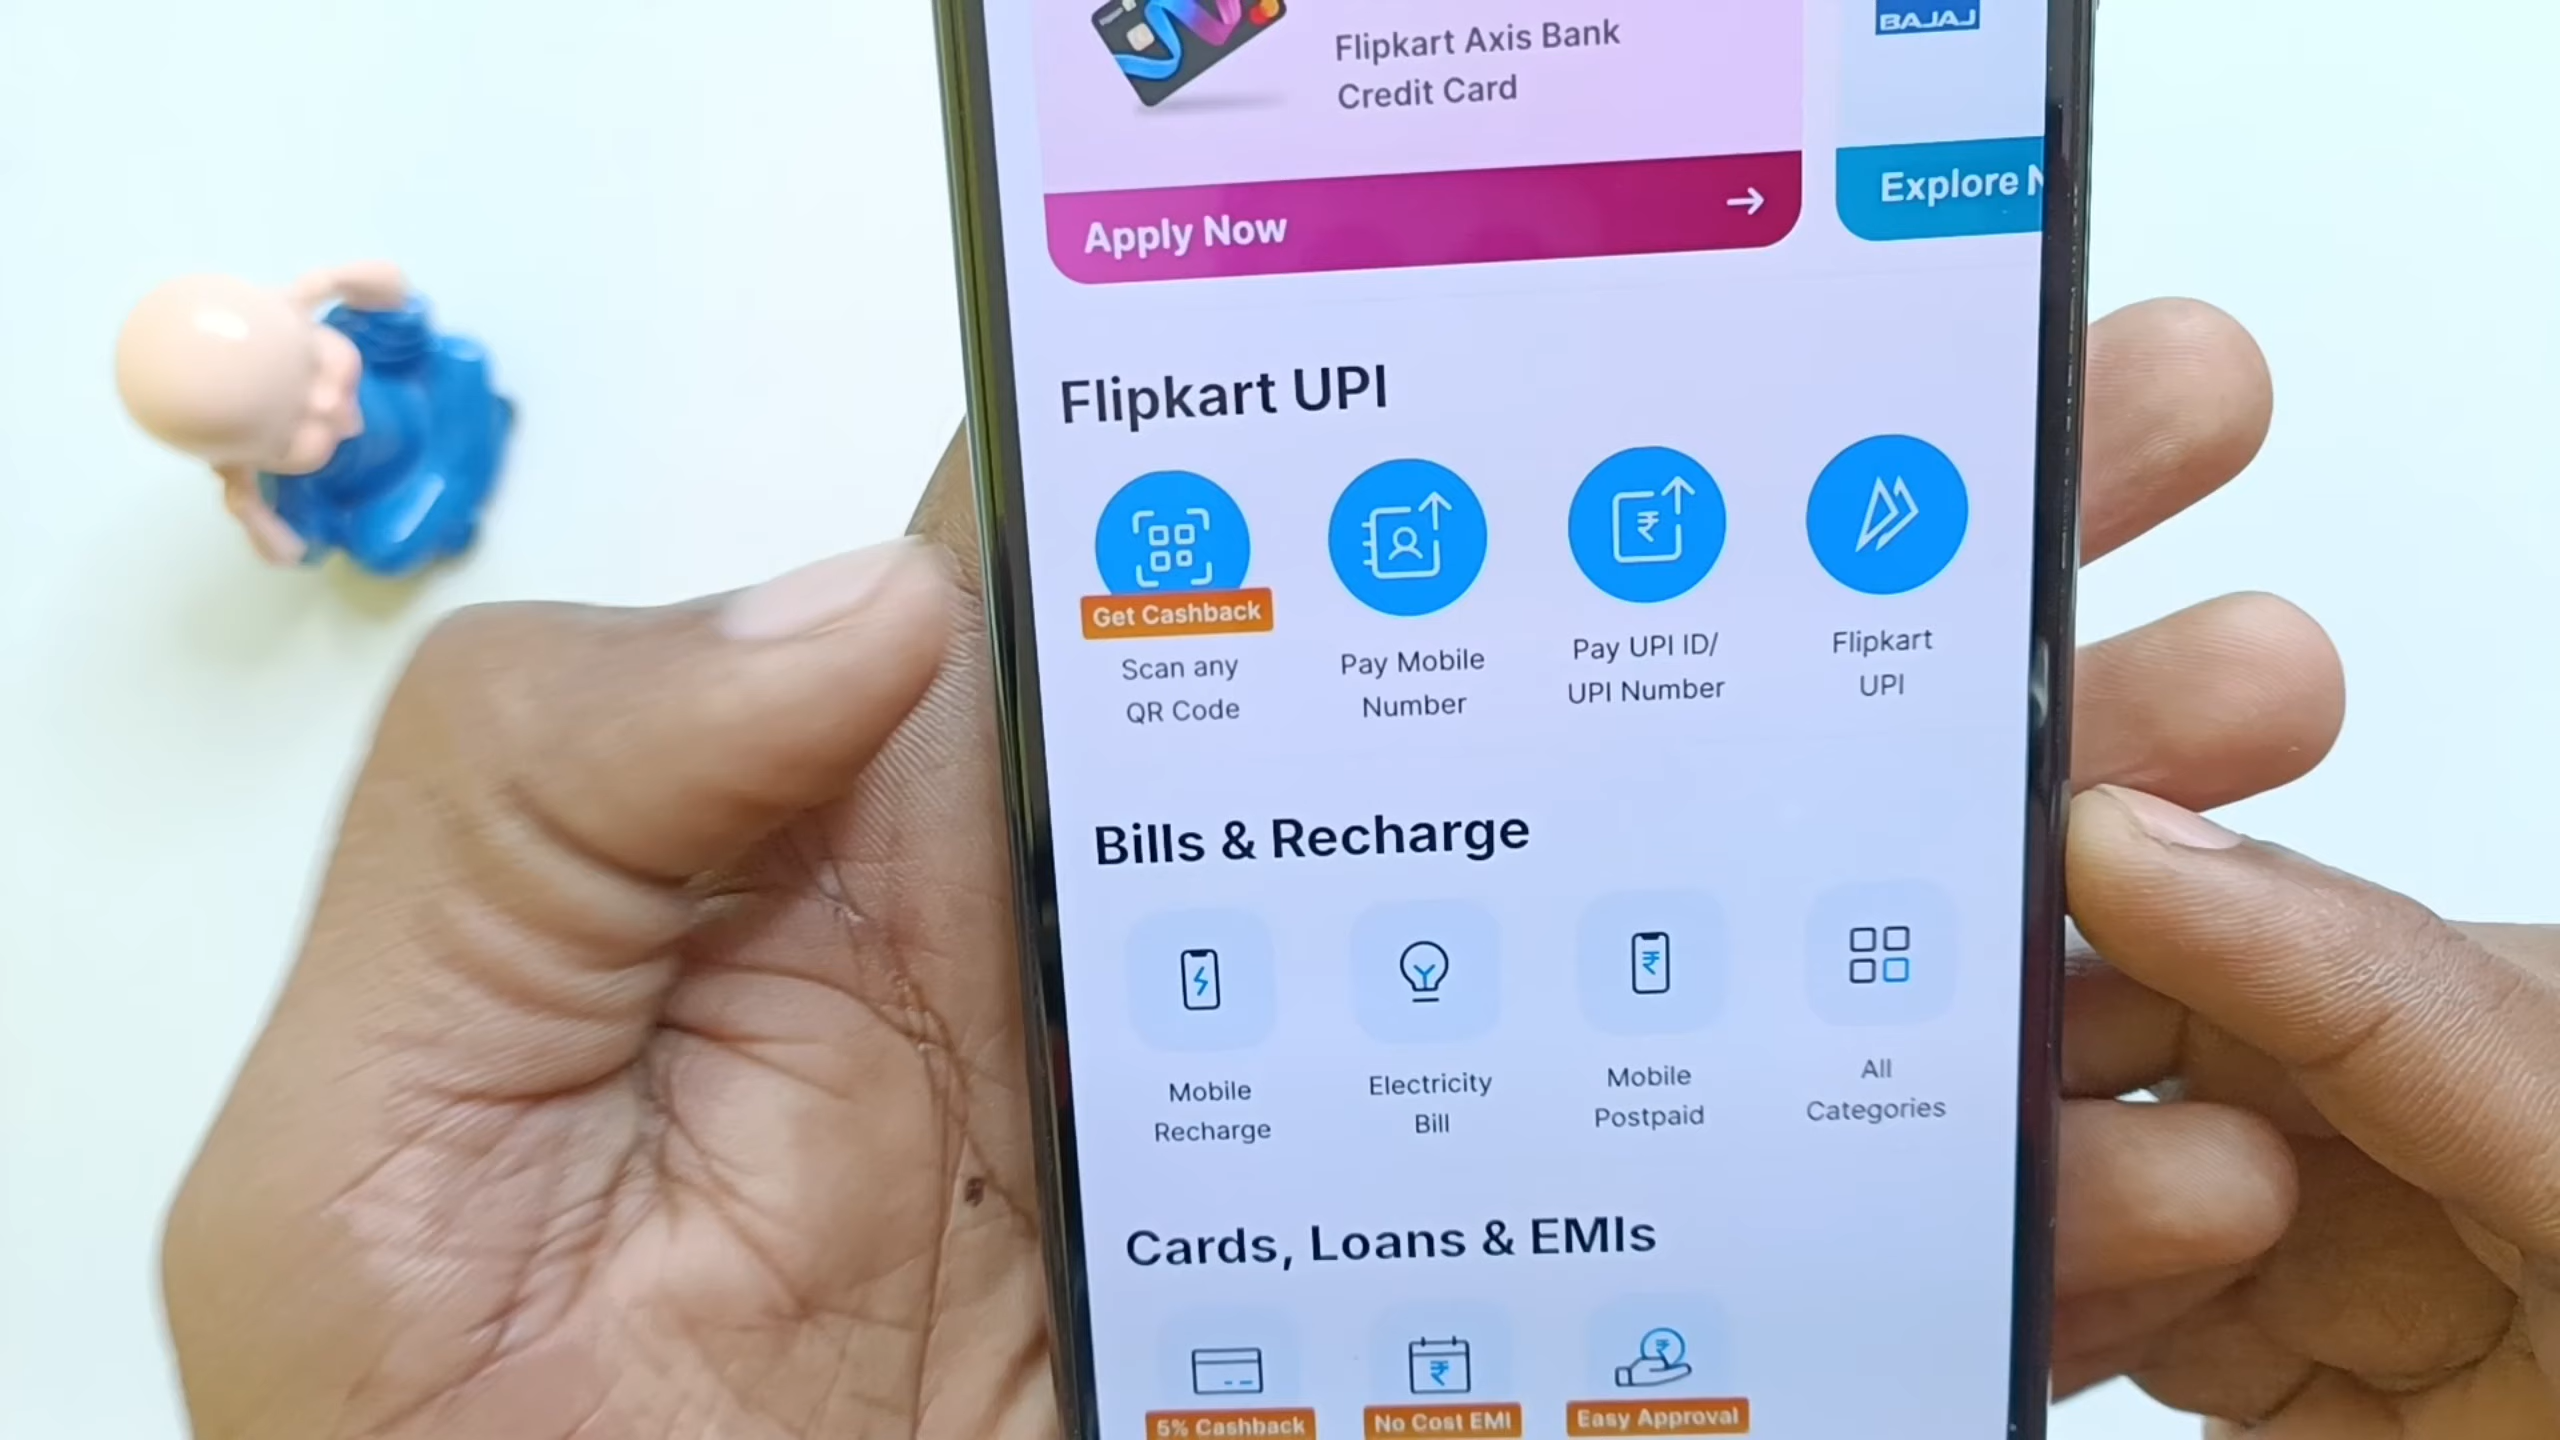 Flipkart Axis Bank
Credit Card
BAJAJ
Apply Now
Explore
Flipkart UPI
Get Cashback
Scan any
QR Code
Pay Mobile
Number
Pay UPI ID/
UPI Number
Flipkart
UPI
Bills & Recharge
Mobile
Recharge
Electricity
Bill
Mobile
Postpaid
All
Categories
Cards, Loans & EMIs
5% Cashback
No Cost EMI
Easy Approval